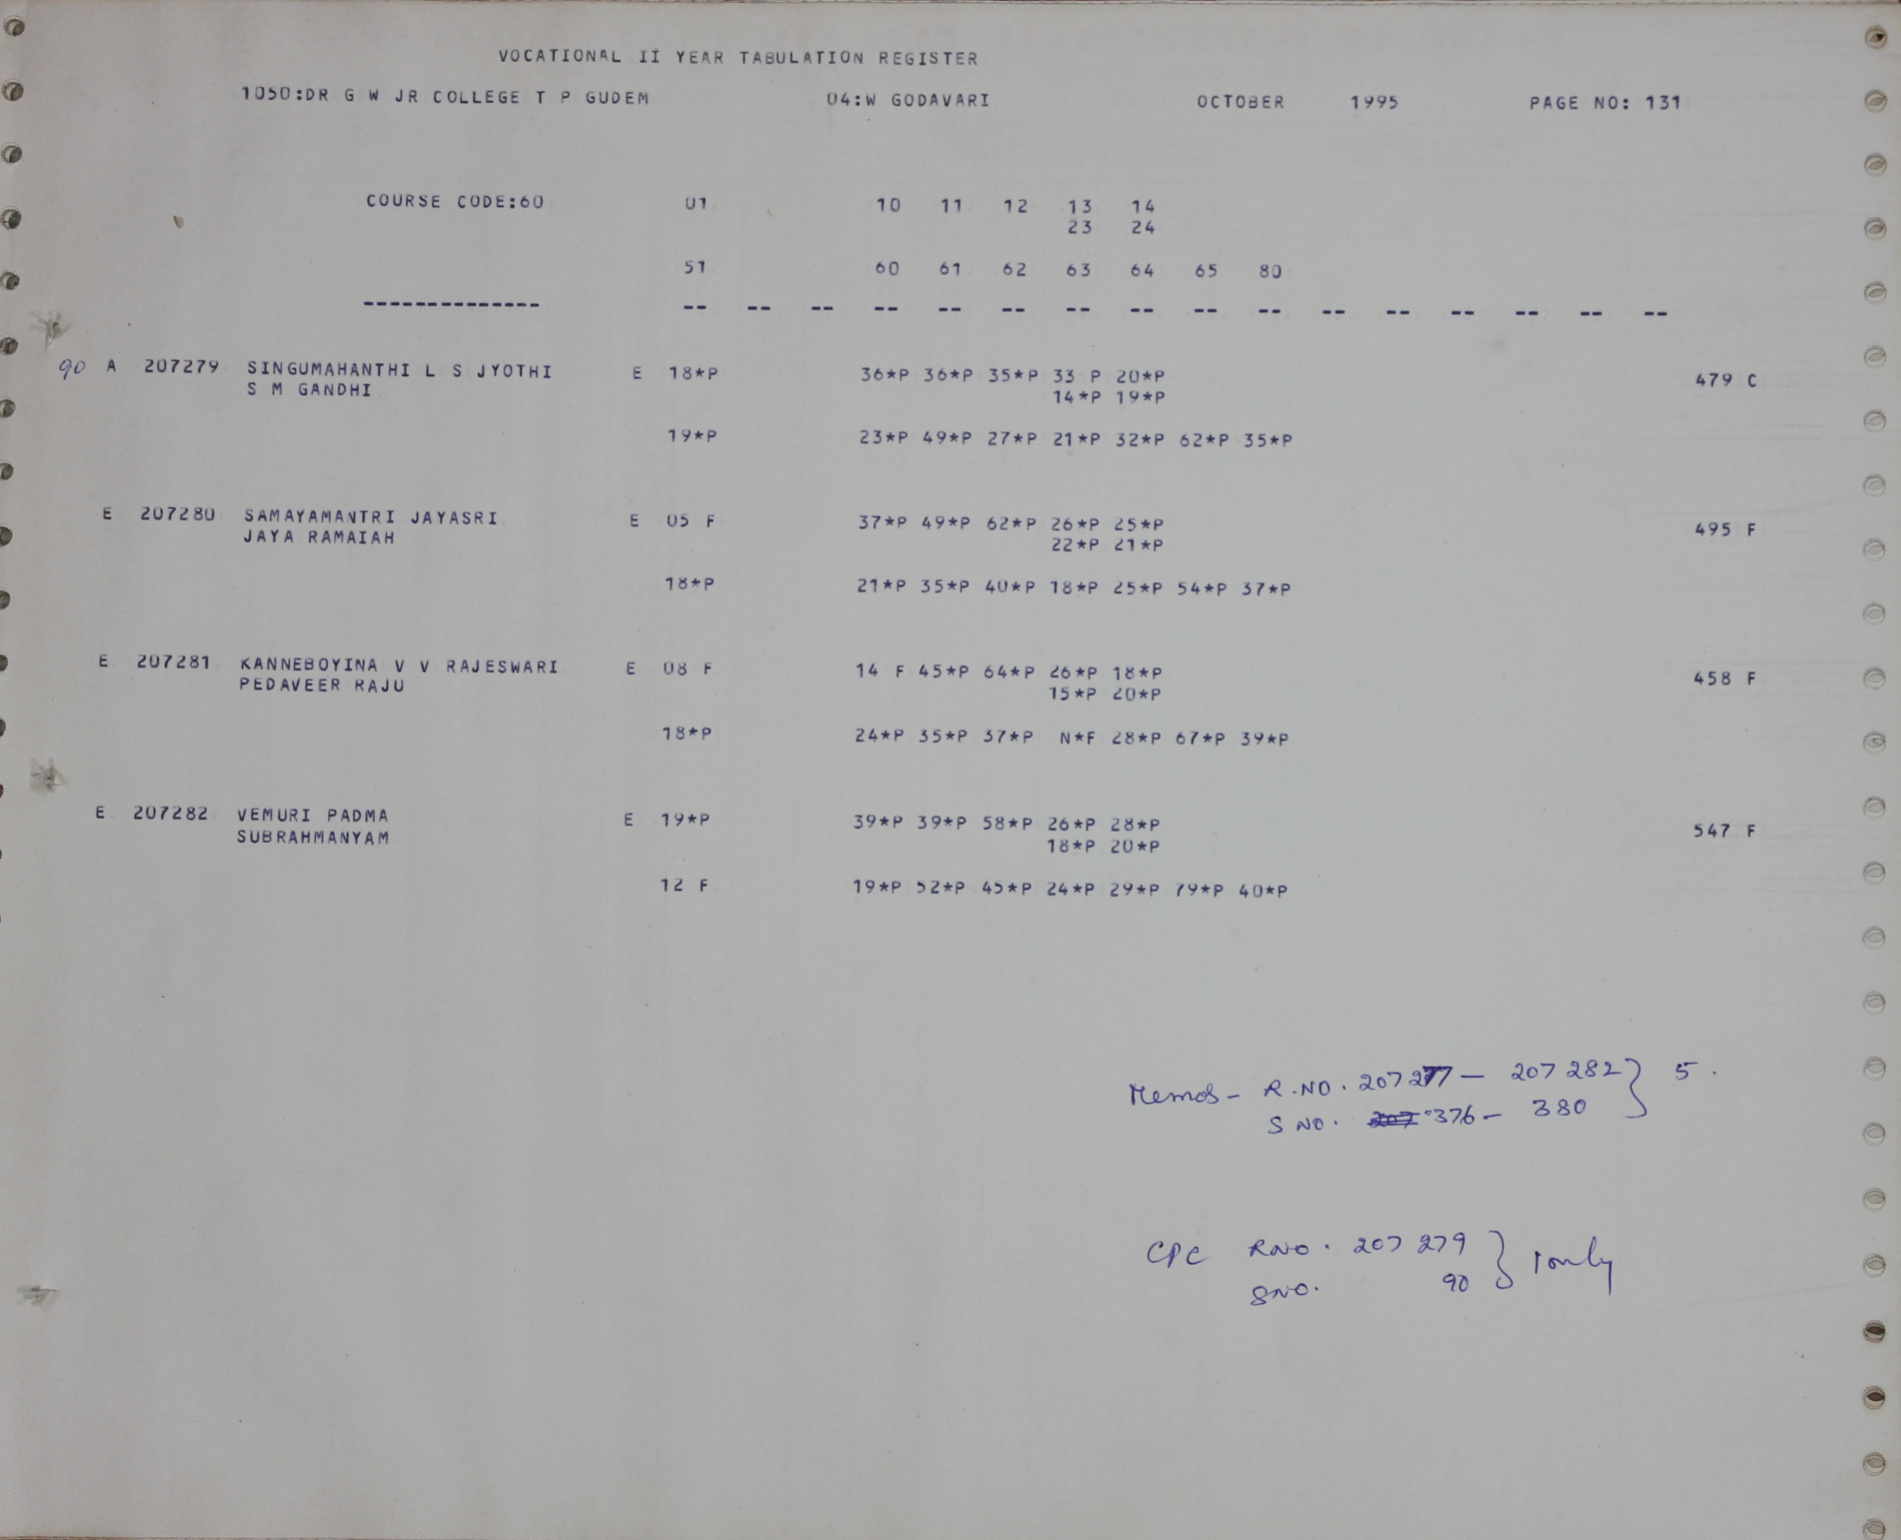 VOCATIONAL II YEAR TABULATION REGISTER
1050:DR G W JR COLLEGE T P GUDEM 04:W GODAVARI OCTOBER 1995 PAGE NO: 131
COURSE CODE:60 01 10 11 12 13 14
23 24
51 60 61 62 63 64 65 80
-------------- -- -- -- -- -- -- -- -- -- -- -- -- -- -- -- --
90 A 207279 SINGUMAHANTHI L S JYOTHI E 18*P 36*P 36*P 35*P 33 P 20*P 479 C
S M GANDHI 14*P 19*P
19*P 23*P 49*P 27*P 21*P 32*P 62*P 35*P
E 207280 SAMAYAMANTRI JAYASRI E 05 F 37*P 49*P 62*P 26*P 25*P 495 F
JAYA RAMAIAH 22*P 21*P
18*P 21*P 35*P 40*P 18*P 25*P 54*P 37*P
E 207281 KANNEBOYINA V V RAJESWARI E 08 F 14 F 45*P 64*P 26*P 18*P 458 F
PEDAVEER RAJU 15*P 20*P
18*P 24*P 35*P 37*P N*F 28*P 67*P 39*P
E 207282 VEMURI PADMA E 19*P 39*P 39*P 58*P 26*P 28*P 547 F
SUBRAHMANYAM 18*P 20*P
12 F 19*P 52*P 45*P 24*P 29*P 79*P 40*P
Memos - R.NO. 207277 - 207282 } 5.
S NO. 376 - 380
CPC RNO. 207279 } 1 only
SNO. 90